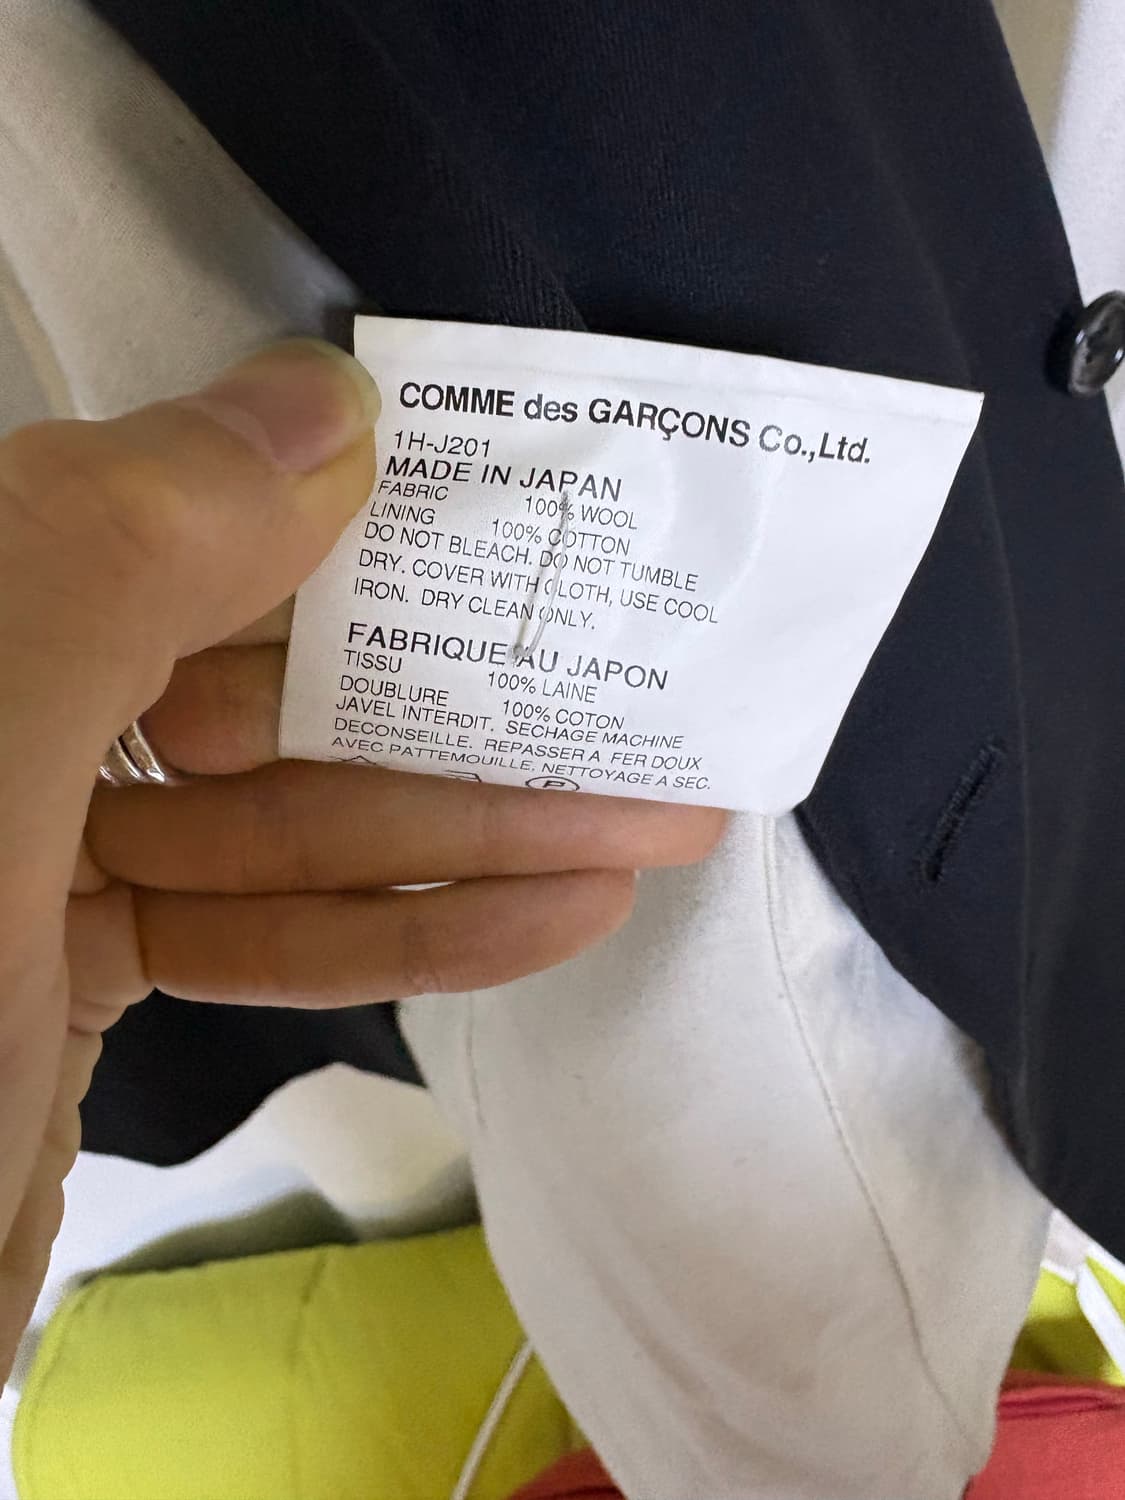 COMME des GARÇONS Co.,Ltd.
1H-J201
MADE IN JAPAN
FABRIC 100% WOOL
LINING 100% COTTON
DO NOT BLEACH. DO NOT TUMBLE
DRY. COVER WITH CLOTH, USE COOL
IRON. DRY CLEAN ONLY.
FABRIQUE AU JAPON
TISSU 100% LAINE
DOUBLURE 100% COTON
JAVEL INTERDIT. SECHAGE MACHINE
DECONSEILLE. REPASSER A FER DOUX
AVEC PATTEMOUILLE. NETTOYAGE A SEC.
P